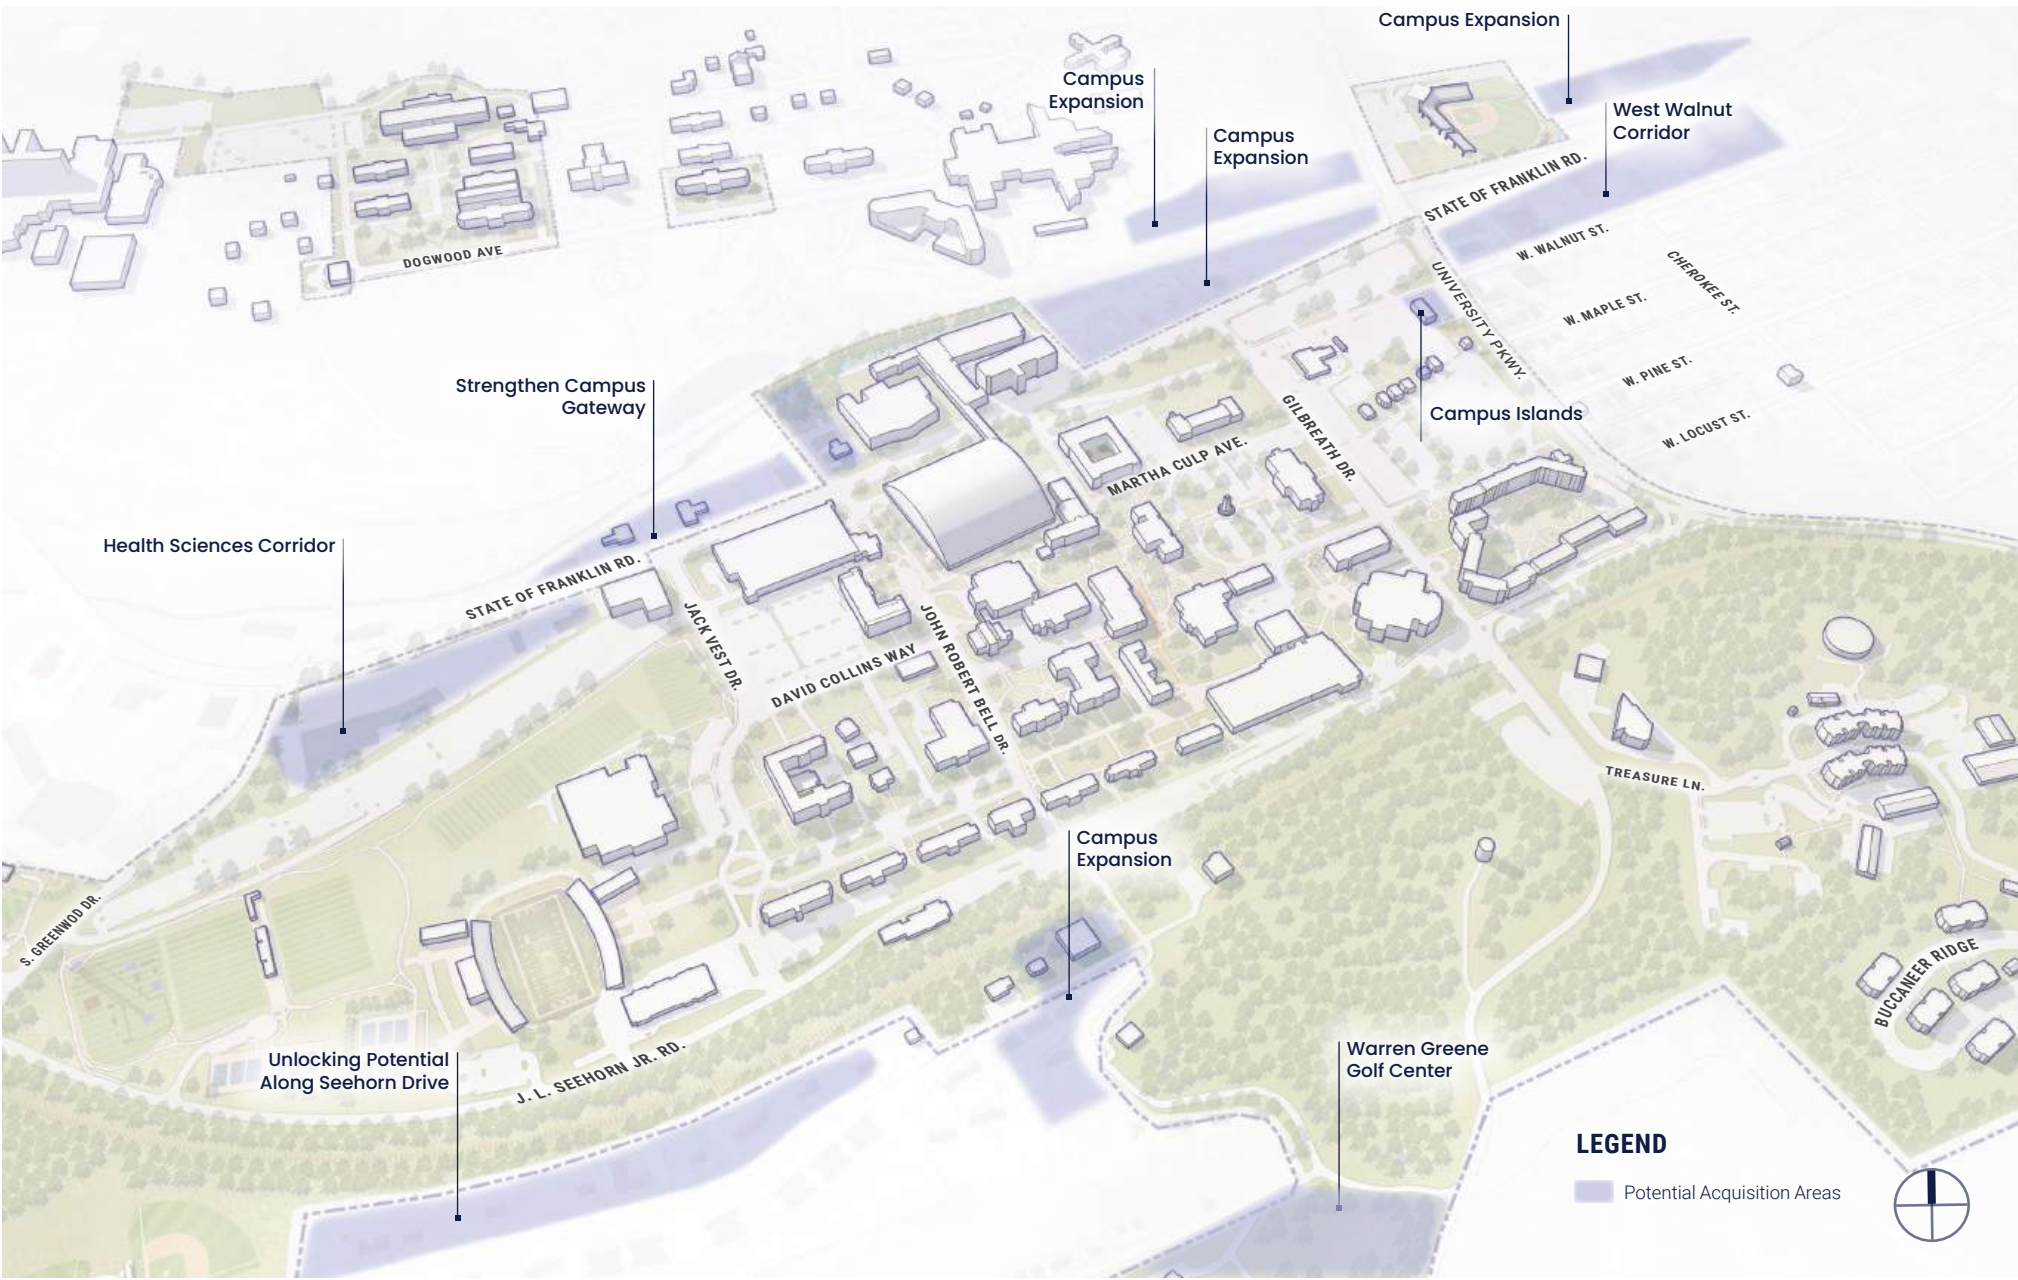 Campus Expansion
Campus
Expansion
West Walnut
Corridor
Campus
Expansion
STATE OF FRANKLIN RD.
DOGWOOD AVE
W. WALNUT ST.
CHEROKEE ST.
UNIVERSITY PKWY.
W. MAPLE ST.
W. PINE ST.
W. LOCUST ST.
Strengthen Campus
Gateway
Campus Islands
GILBREATH DR.
MARTHA CULP AVE.
Health Sciences Corridor
STATE OF FRANKLIN RD.
JACK VEST DR.
JOHN ROBERT BELL DR.
DAVID COLLINS WAY
TREASURE LN.
Campus
Expansion
S. GREENWOD DR.
BUCCANEER RIDGE
Unlocking Potential
Along Seehorn Drive
J. L. SEEHORN JR. RD.
Warren Greene
Golf Center
LEGEND
Potential Acquisition Areas